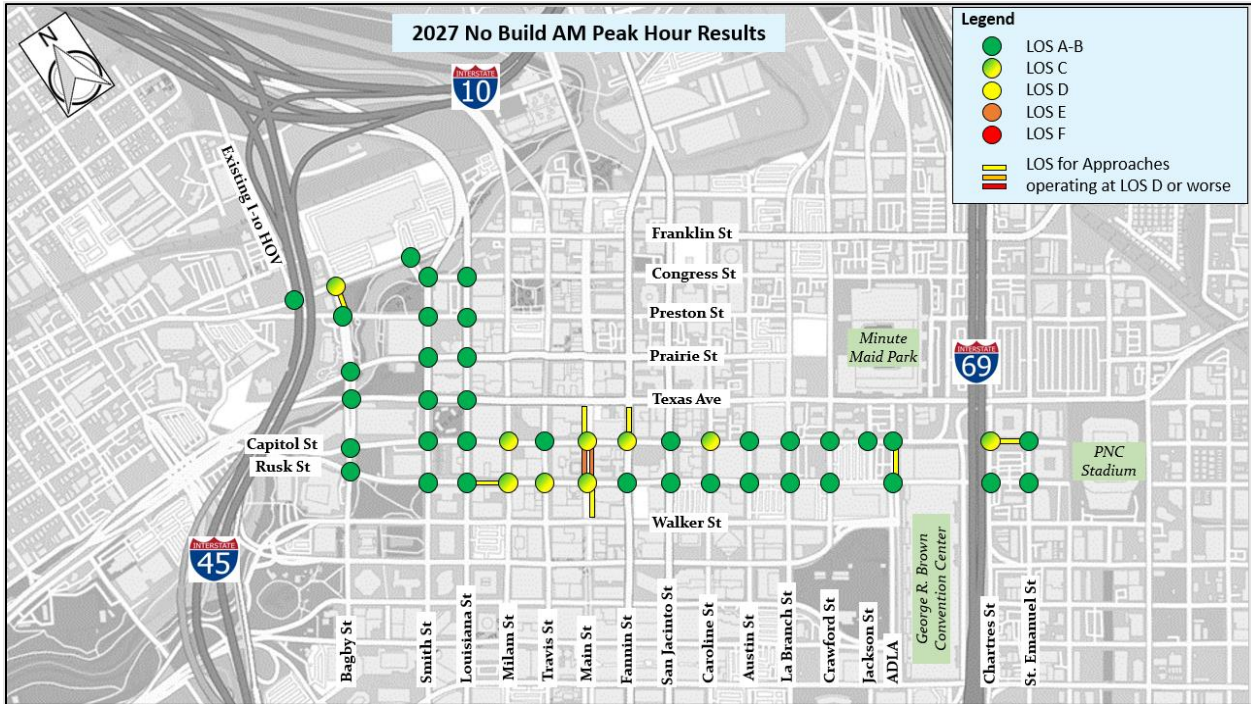 2027 No Build AM Peak Hour Results
Legend
LOS A-B
LOS C
LOS D
LOS E
LOS F
LOS for Approaches
operating at LOS D or worse
N
INTERSTATE
10
Existing I-10 HOV
Franklin St
Congress St
Preston St
Minute
Maid Park
Prairie St
INTERSTATE
69
Texas Ave
Capitol St
Rusk St
PNC
Stadium
Walker St
INTERSTATE
45
Bagby St
Smith St
Louisiana St
Milam St
Travis St
Main St
Fannin St
San Jacinto St
Caroline St
Austin St
La Branch St
Crawford St
Jackson St
ADLA
George R. Brown
Convention Center
Chartres St
St. Emanuel St